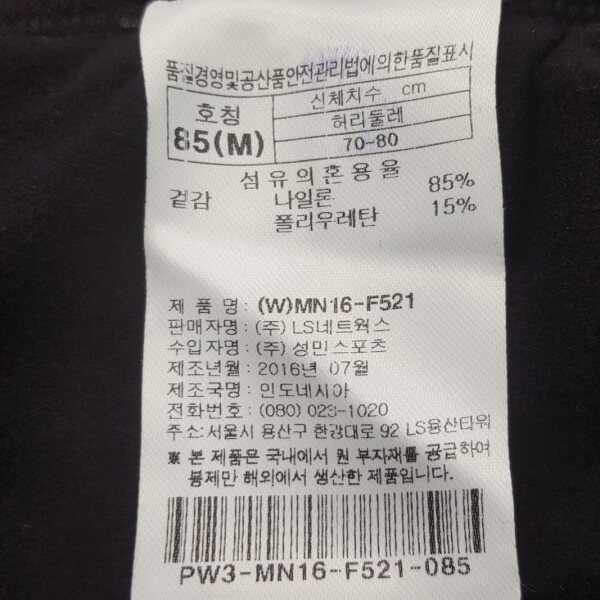 품질경영및공산품안전관리법에의한품질표시
호칭
85(M)
신체치수 cm
허리둘레
70-80
섬유의혼용율
겉감 나일론 85%
폴리우레탄 15%
제 품 명 : (W)MN16-F521
판매자명 : (주) LS네트웍스
수입자명 : (주) 성민스포츠
제조년월 : 2016년 07월
제조국명 : 인도네시아
전화번호 : (080) 023-1020
주소:서울시 용산구 한강대로 92 LS용산타워
※ 본 제품은 국내에서 원 부자재를 공급하여
봉제만 해외에서 생산한 제품입니다.
PW3-MN16-F521-085